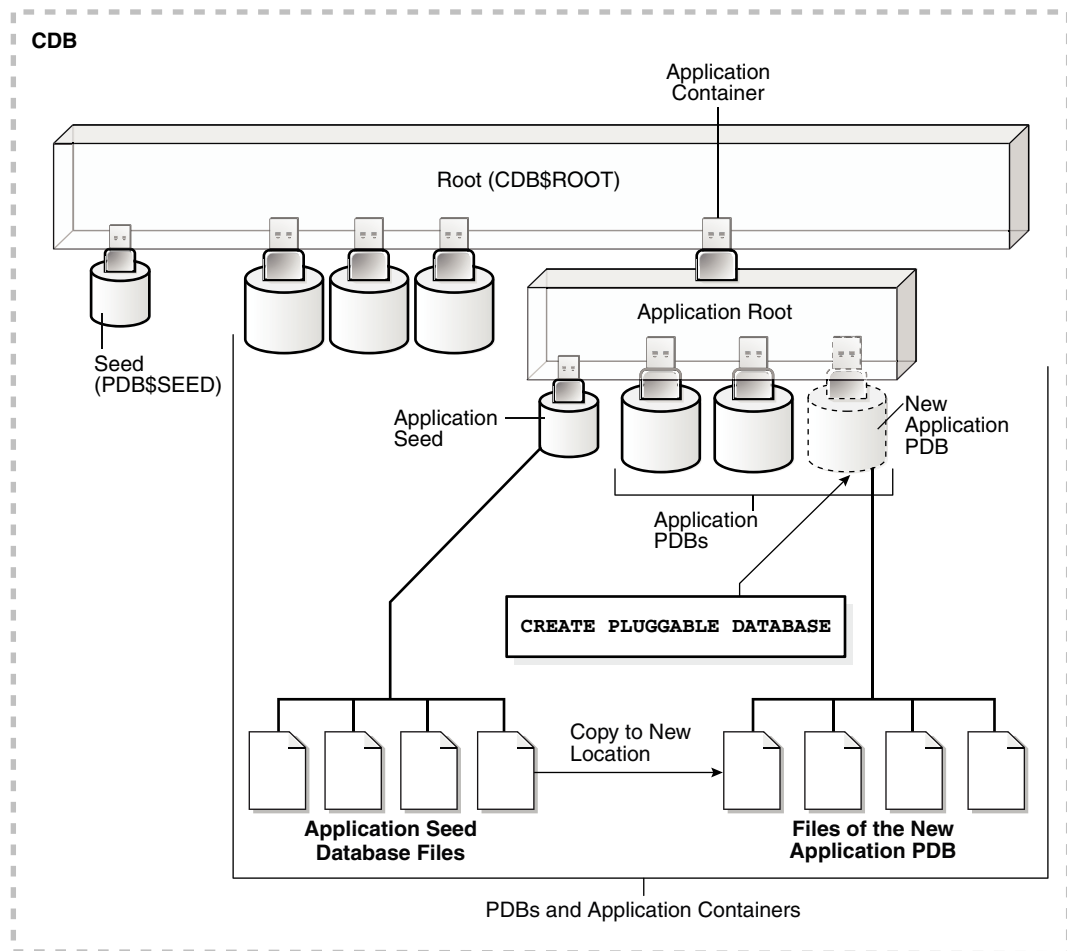 CDB
Application
Container
Root (CDB$ROOT)
Application Root
Seed
(PDB$SEED)
Application
Seed
New
Application
PDB
Application
PDBs
CREATE PLUGGABLE DATABASE
Copy to New
Location
Application Seed
Database Files
Files of the New
Application PDB
PDBs and Application Containers